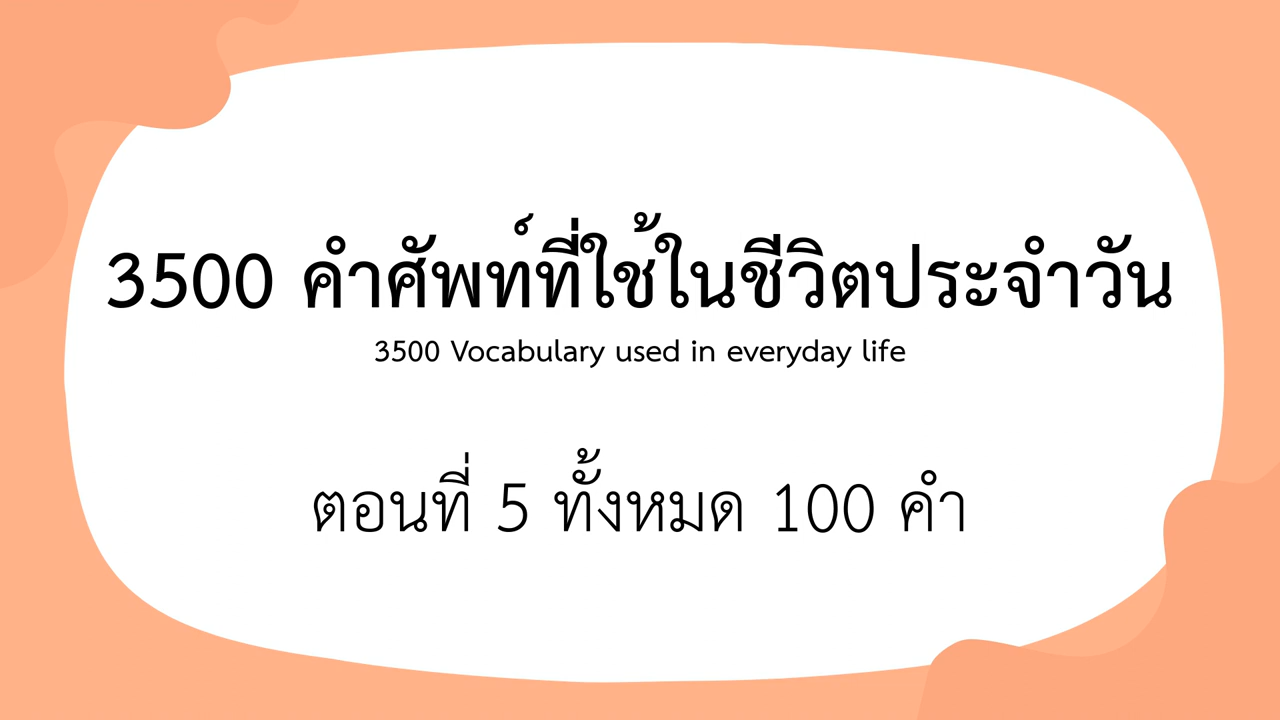 3500 คำศัพท์ที่ใช้ในชีวิตประจำวัน
3500 Vocabulary used in everyday life
ตอนที่ 5 ทั้งหมด 100 คำ